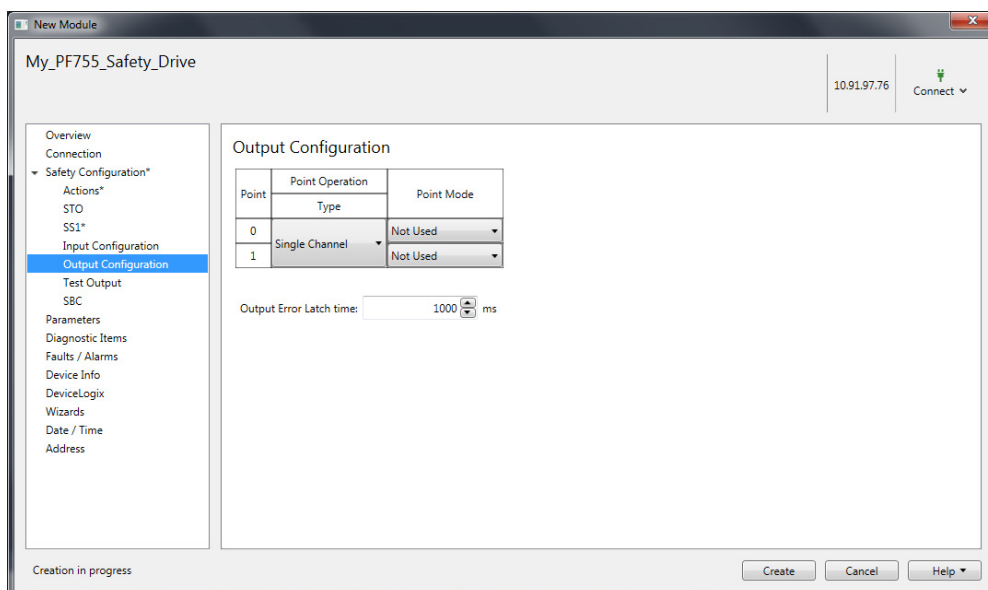 New Module
My_PF755_Safety_Drive
10.91.97.76
Connect
Overview
Connection
Safety Configuration*
Actions*
STO
SS1*
Input Configuration
Output Configuration
Test Output
SBC
Parameters
Diagnostic Items
Faults / Alarms
Device Info
DeviceLogix
Wizards
Date / Time
Address
Output Configuration
Point
Point Operation
Type
Point Mode
0
Single Channel
Not Used
1
Not Used
Output Error Latch time: 1000 ms
Creation in progress
Create
Cancel
Help